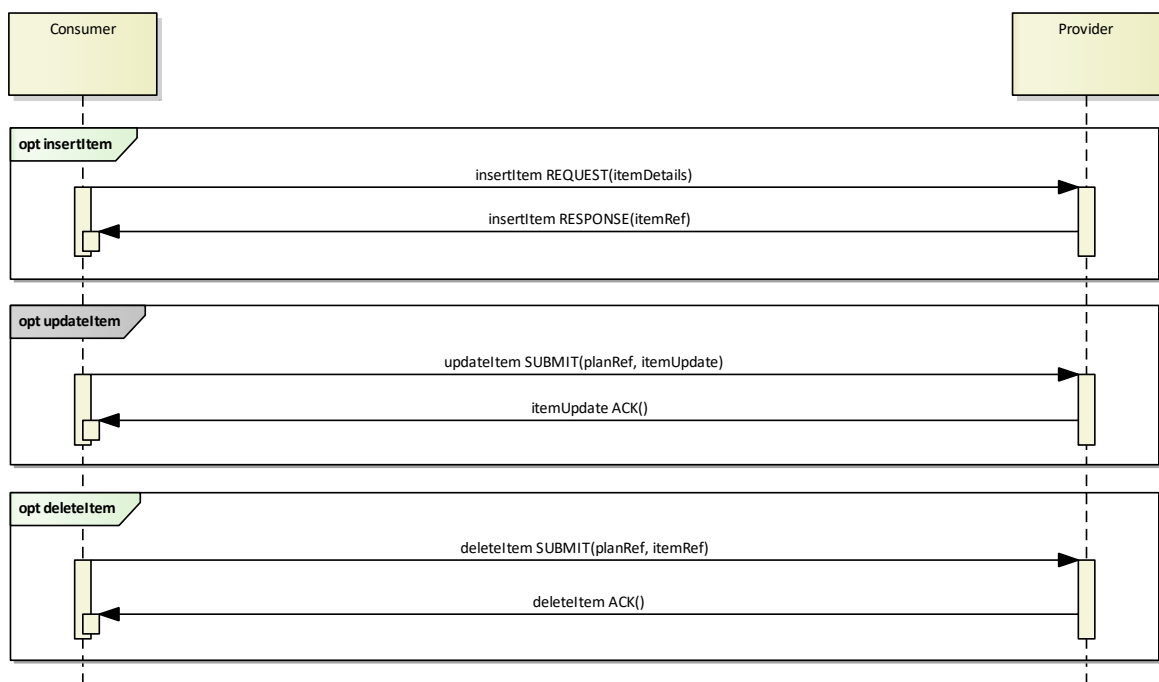 Consumer
Provider
opt insertItem
insertItem REQUEST(itemDetails)
insertItem RESPONSE(itemRef)
opt updateItem
updateItem SUBMIT(planRef, itemUpdate)
itemUpdate ACK()
opt deleteItem
deleteItem SUBMIT(planRef, itemRef)
deleteItem ACK()